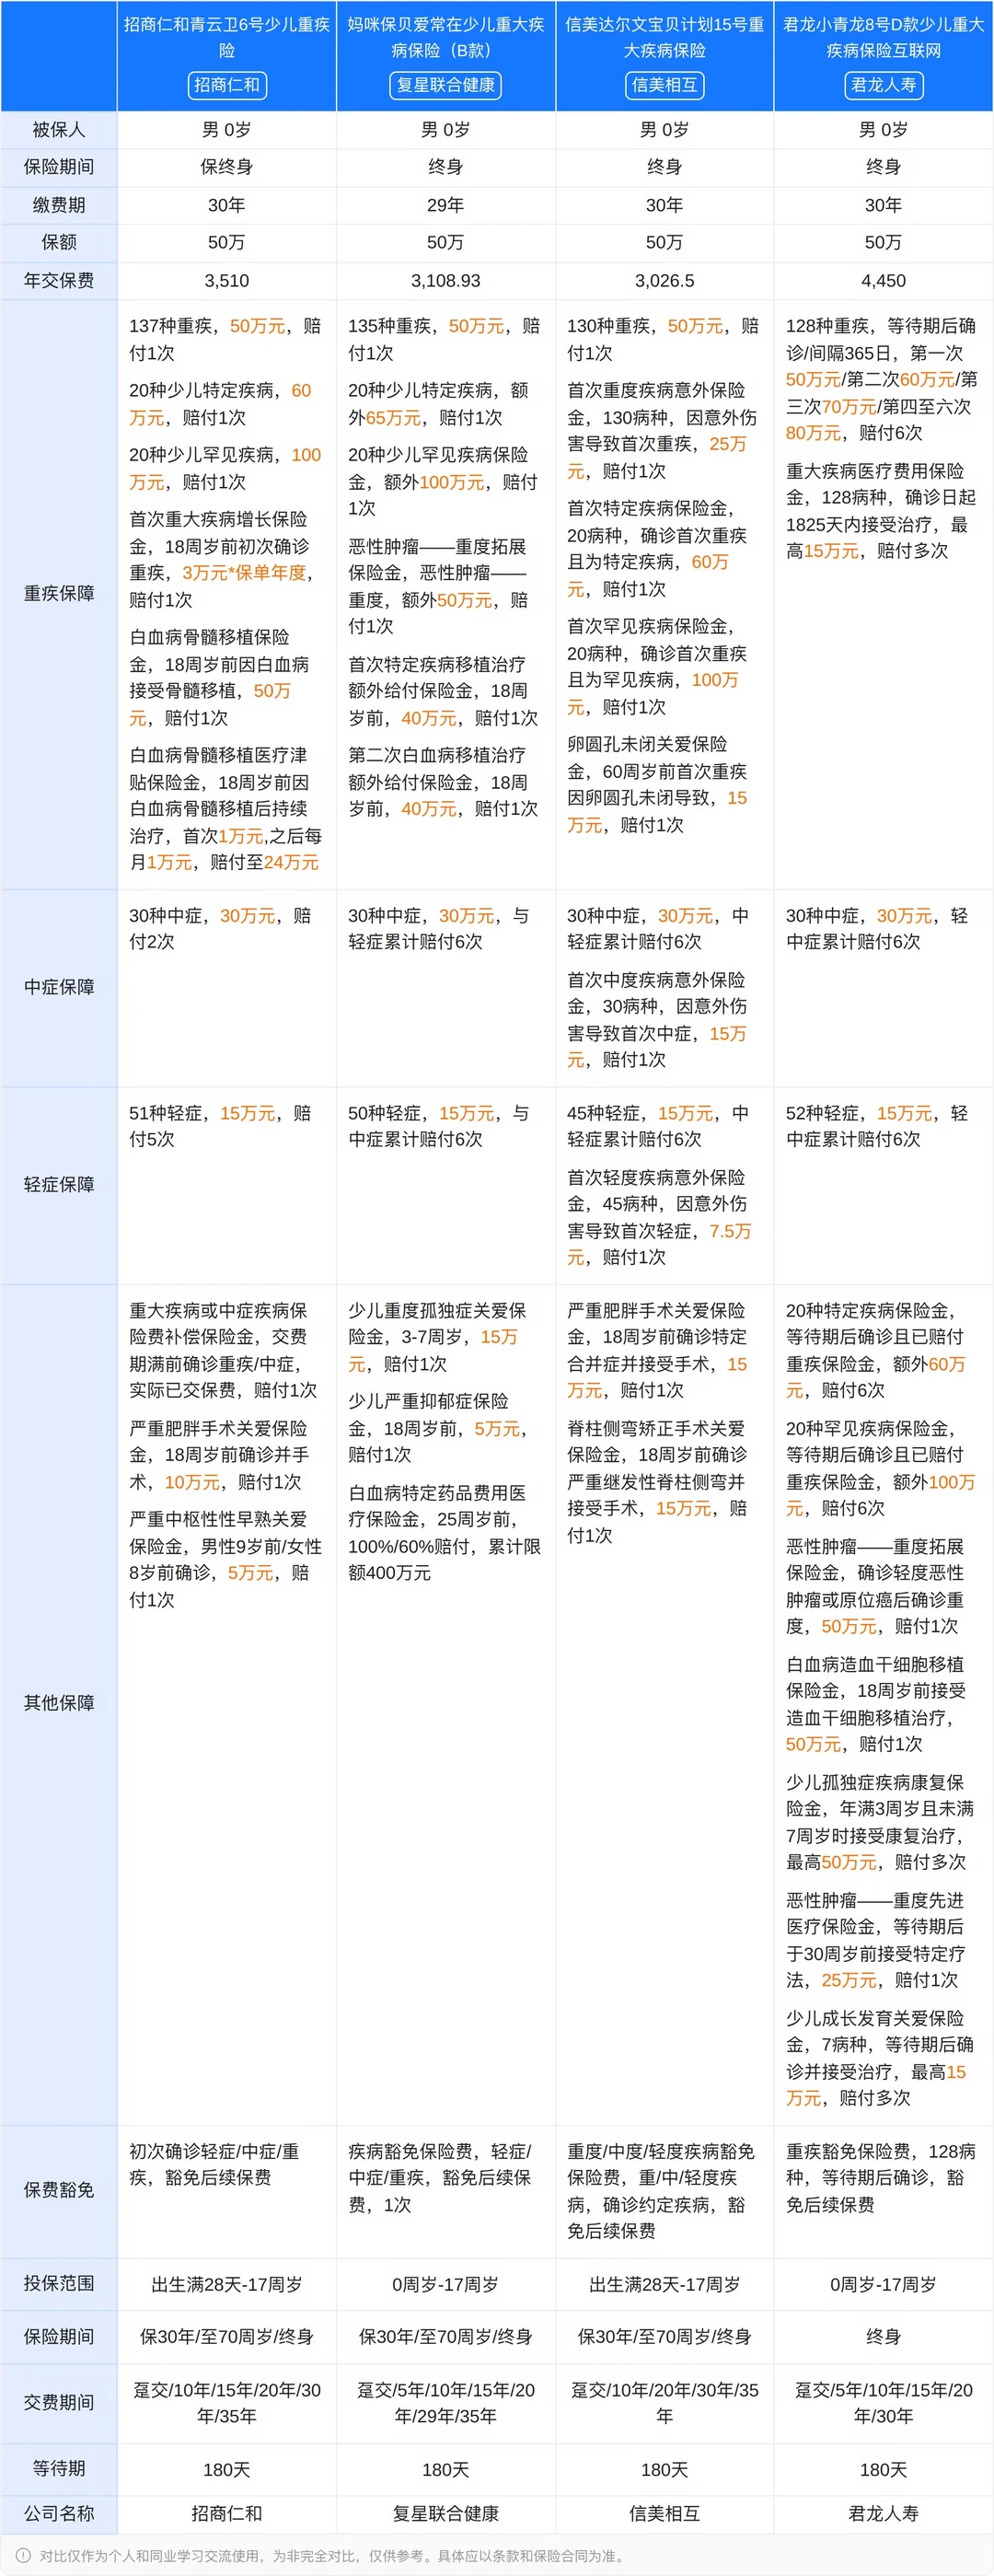 招商仁和青云卫6号少儿重疾
险
招商仁和
妈咪保贝爱常在少儿重大疾
病保险（B款）
复星联合健康
信美达尔文宝贝计划15号重
大疾病保险
信美相互
君龙小青龙8号D款少儿重大
疾病保险互联网
君龙人寿
被保人
男 0岁
男 0岁
男 0岁
男 0岁
保险期间
保终身
终身
终身
终身
缴费期
30年
29年
30年
30年
保额
50万
50万
50万
50万
年交保费
3,510
3,108.93
3,026.5
4,450
重疾保障
137种重疾，50万元，赔
付1次
20种少儿特定疾病，60
万元，赔付1次
20种少儿罕见疾病，100
万元，赔付1次
首次重大疾病增长保险
金，18周岁前初次确诊
重疾，3万元*保单年度，
赔付1次
白血病骨髓移植保险
金，18周岁前因白血病
接受骨髓移植，50万
元，赔付1次
白血病骨髓移植医疗津
贴保险金，18周岁前因
白血病骨髓移植后持续
治疗，首次1万元,之后每
月1万元，赔付至24万元
135种重疾，50万元，赔
付1次
20种少儿特定疾病，额
外65万元，赔付1次
20种少儿罕见疾病保险
金，额外100万元，赔付
1次
恶性肿瘤——重度拓展
保险金，恶性肿瘤——
重度，额外50万元，赔
付1次
首次特定疾病移植治疗
额外给付保险金，18周
岁前，40万元，赔付1次
第二次白血病移植治疗
额外给付保险金，18周
岁前，40万元，赔付1次
130种重疾，50万元，赔
付1次
首次重度疾病意外保险
金，130病种，因意外伤
害导致首次重疾，25万
元，赔付1次
首次特定疾病保险金，
20病种，确诊首次重疾
且为特定疾病，60万
元，赔付1次
首次罕见疾病保险金，
20病种，确诊首次重疾
且为罕见疾病，100万
元，赔付1次
卵圆孔未闭关爱保险
金，60周岁前首次重疾
因卵圆孔未闭导致，15
万元，赔付1次
128种重疾，等待期后确
诊/间隔365日，第一次
50万元/第二次60万元/第
三次70万元/第四至六次
80万元，赔付6次
重大疾病医疗费用保险
金，128病种，确诊日起
1825天内接受治疗，最
高15万元，赔付多次
中症保障
30种中症，30万元，赔
付2次
30种中症，30万元，与
轻症累计赔付6次
30种中症，30万元，中
轻症累计赔付6次
首次中度疾病意外保险
金，30病种，因意外伤
害导致首次中症，15万
元，赔付1次
30种中症，30万元，轻
中症累计赔付6次
轻症保障
51种轻症，15万元，赔
付5次
50种轻症，15万元，与
中症累计赔付6次
45种轻症，15万元，中
轻症累计赔付6次
首次轻度疾病意外保险
金，45病种，因意外伤
害导致首次轻症，7.5万
元，赔付1次
52种轻症，15万元，轻
中症累计赔付6次
其他保障
重大疾病或中症疾病保
险费补偿保险金，交费
期满前确诊重疾/中症，
实际已交保费，赔付1次
严重肥胖手术关爱保险
金，18周岁前确诊并手
术，10万元，赔付1次
严重中枢性性早熟关爱
保险金，男性9岁前/女性
8岁前确诊，5万元，赔
付1次
少儿重度孤独症关爱保
险金，3-7周岁，15万
元，赔付1次
少儿严重抑郁症保险
金，18周岁前，5万元，
赔付1次
白血病特定药品费用医
疗保险金，25周岁前，
100%/60%赔付，累计限
额400万元
严重肥胖手术关爱保险
金，18周岁前确诊特定
合并症并接受手术，15
万元，赔付1次
脊柱侧弯矫正手术关爱
保险金，18周岁前确诊
严重继发性脊柱侧弯并
接受手术，15万元，赔
付1次
20种特定疾病保险金，
等待期后确诊且已赔付
重疾保险金，额外60万
元，赔付6次
20种罕见疾病保险金，
等待期后确诊且已赔付
重疾保险金，额外100万
元，赔付6次
恶性肿瘤——重度拓展
保险金，确诊轻度恶性
肿瘤或原位癌后确诊重
度，50万元，赔付1次
白血病造血干细胞移植
保险金，18周岁前接受
造血干细胞移植治疗，
50万元，赔付1次
少儿孤独症疾病康复保
险金，年满3周岁且未满
7周岁时接受康复治疗，
最高50万元，赔付多次
恶性肿瘤——重度先进
医疗保险金，等待期后
于30周岁前接受特定疗
法，25万元，赔付1次
少儿成长发育关爱保险
金，7病种，等待期后确
诊并接受治疗，最高15
万元，赔付多次
保费豁免
初次确诊轻症/中症/重
疾，豁免后续保费
疾病豁免保险费，轻症/
中症/重疾，豁免后续保
费，1次
重度/中度/轻度疾病豁免
保险费，重/中/轻度疾
病，确诊约定疾病，豁
免后续保费
重疾豁免保险费，128病
种，等待期后确诊，豁
免后续保费
投保范围
出生满28天-17周岁
0周岁-17周岁
出生满28天-17周岁
0周岁-17周岁
保险期间
保30年/至70周岁/终身
保30年/至70周岁/终身
保30年/至70周岁/终身
终身
交费期间
趸交/10年/15年/20年/30
年/35年
趸交/5年/10年/15年/20
年/29年/35年
趸交/10年/20年/30年/35
年
趸交/5年/10年/15年/20
年/30年
等待期
180天
180天
180天
180天
公司名称
招商仁和
复星联合健康
信美相互
君龙人寿
对比仅作为个人和同业学习交流使用，为非完全对比，仅供参考。具体应以条款和保险合同为准。